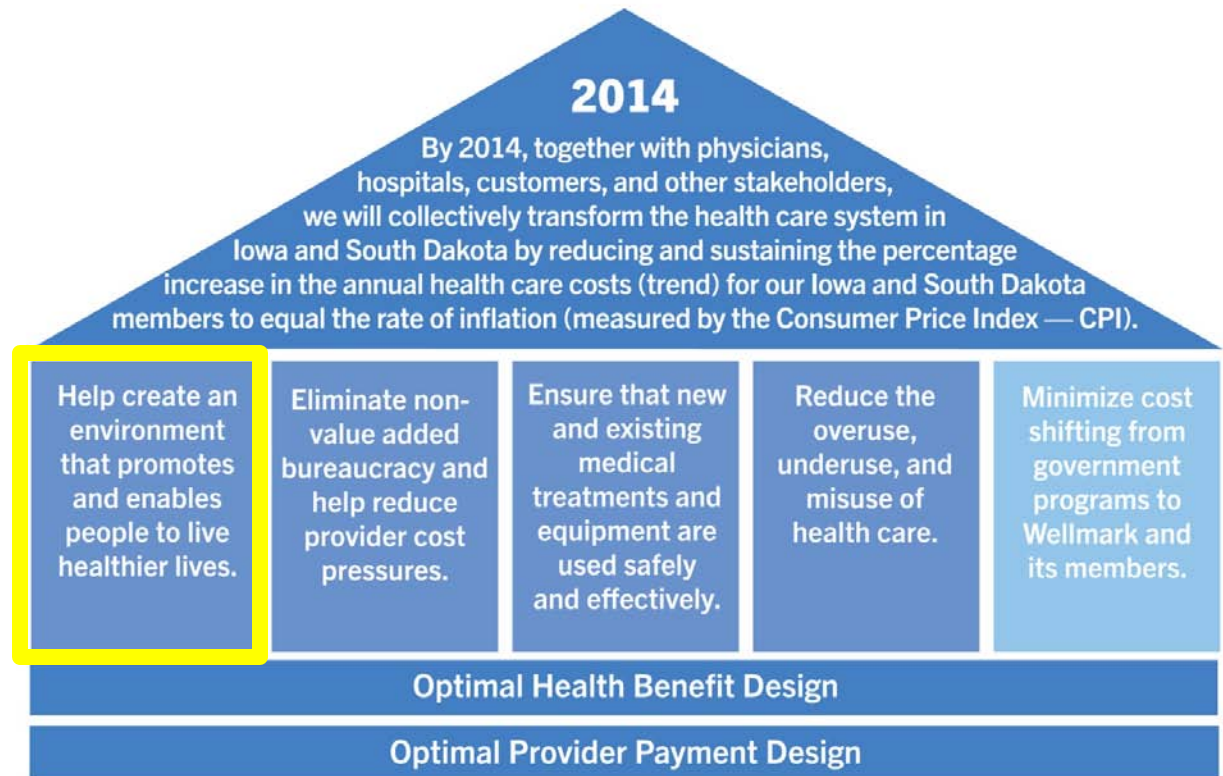 2014
By 2014, together with physicians,
hospitals, customers, and other stakeholders,
we will collectively transform the health care system in
Iowa and South Dakota by reducing and sustaining the percentage
increase in the annual health care costs (trend) for our Iowa and South Dakota
members to equal the rate of inflation (measured by the Consumer Price Index — CPI).
Help create an
environment
that promotes
and enables
people to live
healthier lives.
Eliminate non-
value added
bureaucracy and
help reduce
provider cost
pressures.
Ensure that new
and existing
medical
treatments and
equipment are
used safely
and effectively.
Reduce the
overuse,
underuse, and
misuse of
health care.
Minimize cost
shifting from
government
programs to
Wellmark and
its members.
Optimal Health Benefit Design
Optimal Provider Payment Design